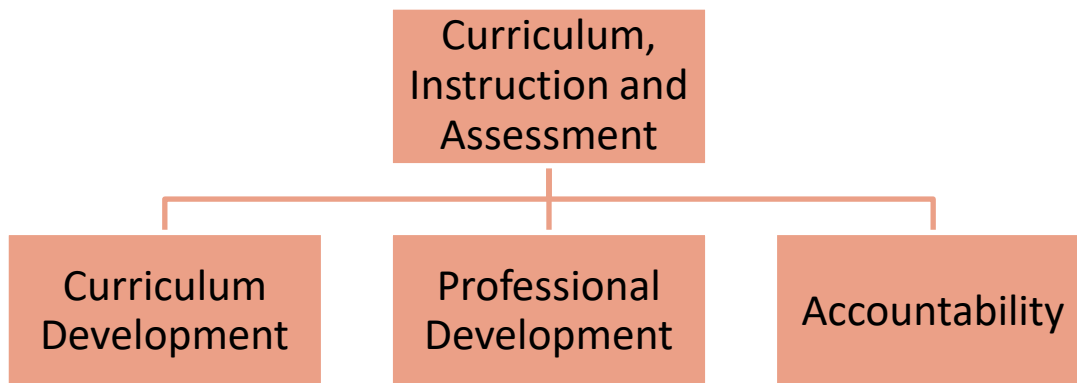 Curriculum,
Instruction and
Assessment
Curriculum
Development
Professional
Development
Accountability